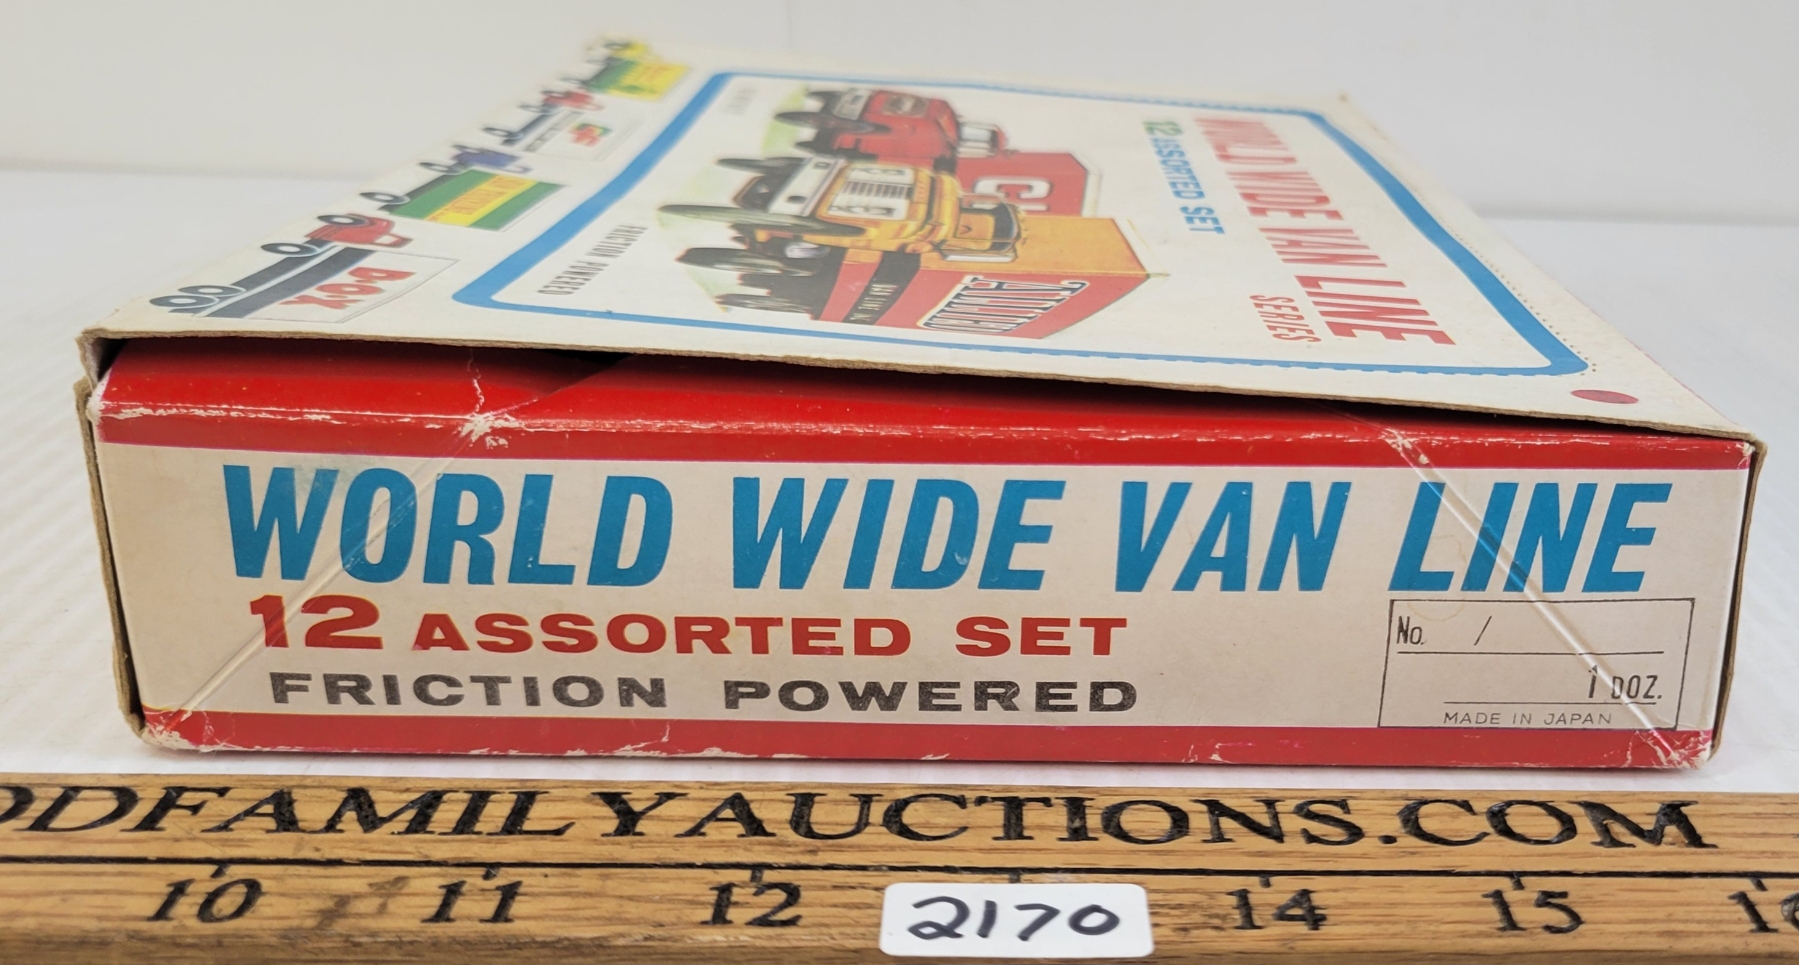 WORLD WIDE VAN LINE
SERIES
12 ASSORTED SET
FRICTION POWERED
WORLD WIDE VAN LINE
12 ASSORTED SET
FRICTION POWERED
No. /
1 DOZ.
MADE IN JAPAN
DFAMILYAUCTIONS.COM
10 11 12 14 15
2170